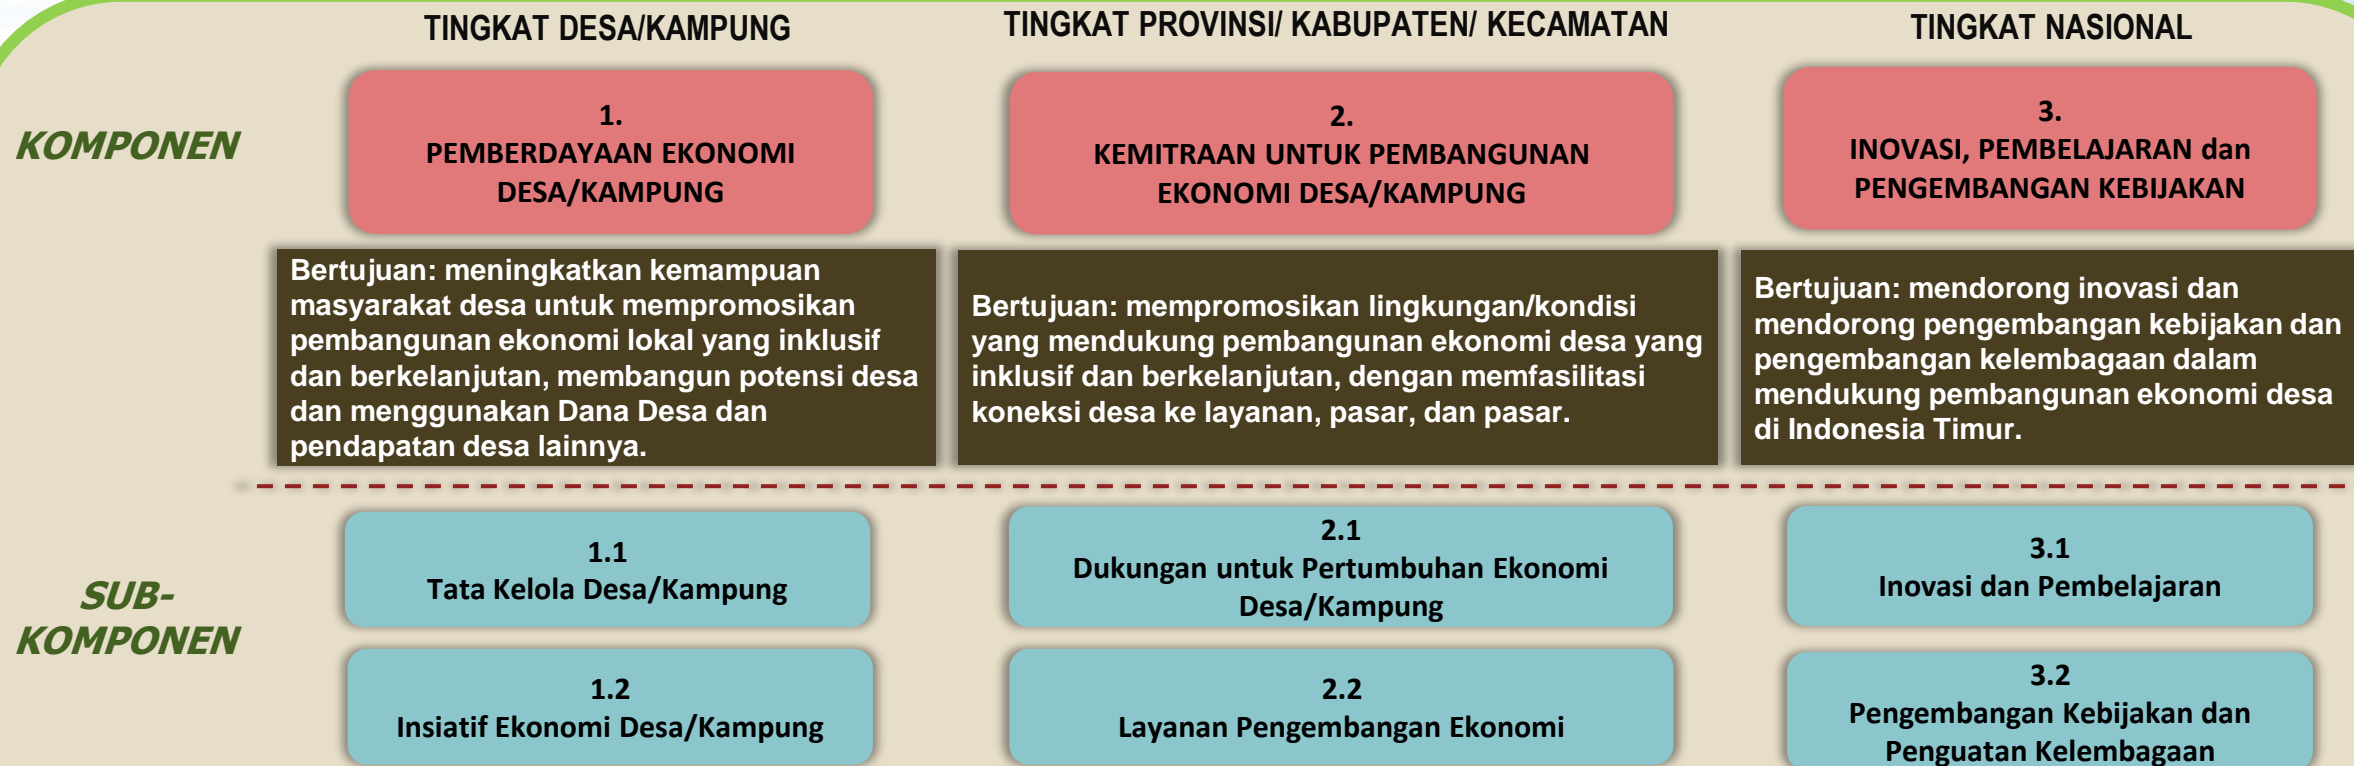 TINGKAT DESA/KAMPUNG
TINGKAT PROVINSI/ KABUPATEN/ KECAMATAN
TINGKAT NASIONAL
KOMPONEN
1.
PEMBERDAYAAN EKONOMI
DESA/KAMPUNG
2.
KEMITRAAN UNTUK PEMBANGUNAN
EKONOMI DESA/KAMPUNG
3.
INOVASI, PEMBELAJARAN dan
PENGEMBANGAN KEBIJAKAN
Bertujuan: meningkatkan kemampuan
masyarakat desa untuk mempromosikan
pembangunan ekonomi lokal yang inklusif
dan berkelanjutan, membangun potensi desa
dan menggunakan Dana Desa dan
pendapatan desa lainnya.
Bertujuan: mempromosikan lingkungan/kondisi
yang mendukung pembangunan ekonomi desa yang
inklusif dan berkelanjutan, dengan memfasilitasi
koneksi desa ke layanan, pasar, dan pasar.
Bertujuan: mendorong inovasi dan
mendorong pengembangan kebijakan dan
pengembangan kelembagaan dalam
mendukung pembangunan ekonomi desa
di Indonesia Timur.
SUB-
KOMPONEN
1.1
Tata Kelola Desa/Kampung
2.1
Dukungan untuk Pertumbuhan Ekonomi
Desa/Kampung
3.1
Inovasi dan Pembelajaran
1.2
Insiatif Ekonomi Desa/Kampung
2.2
Layanan Pengembangan Ekonomi
3.2
Pengembangan Kebijakan dan
Penguatan Kelembagaan